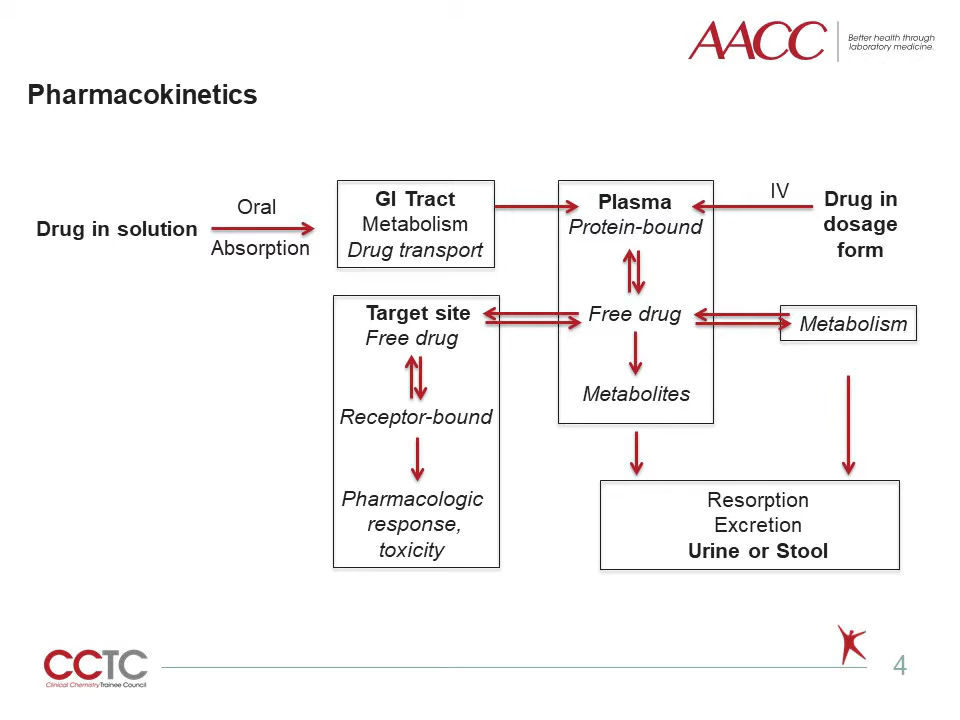 AACC
Better health through
laboratory medicine.
Pharmacokinetics
Drug in solution
Oral
Absorption
GI Tract
Metabolism
Drug transport
Plasma
Protein-bound
Free drug
Metabolites
IV
Drug in
dosage
form
Target site
Free drug
Receptor-bound
Pharmacologic
response,
toxicity
Metabolism
Resorption
Excretion
Urine or Stool
CCTC
Clinical Chemistry Trainee Council
4